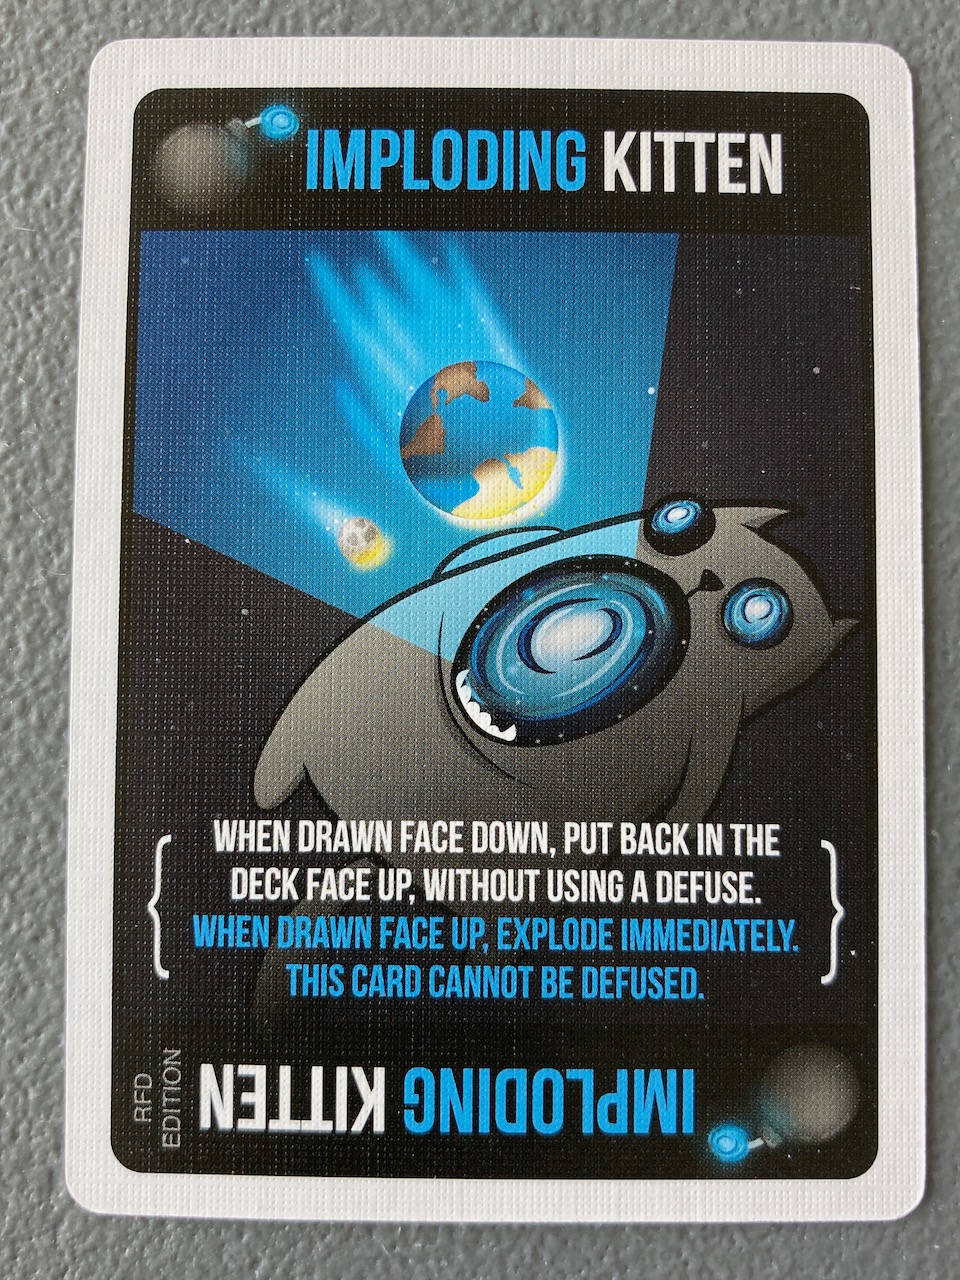 IMPLODING KITTEN
WHEN DRAWN FACE DOWN, PUT BACK IN THE
DECK FACE UP, WITHOUT USING A DEFUSE.
WHEN DRAWN FACE UP, EXPLODE IMMEDIATELY.
THIS CARD CANNOT BE DEFUSED.
RFD
EDITION
IMPLODING KITTEN